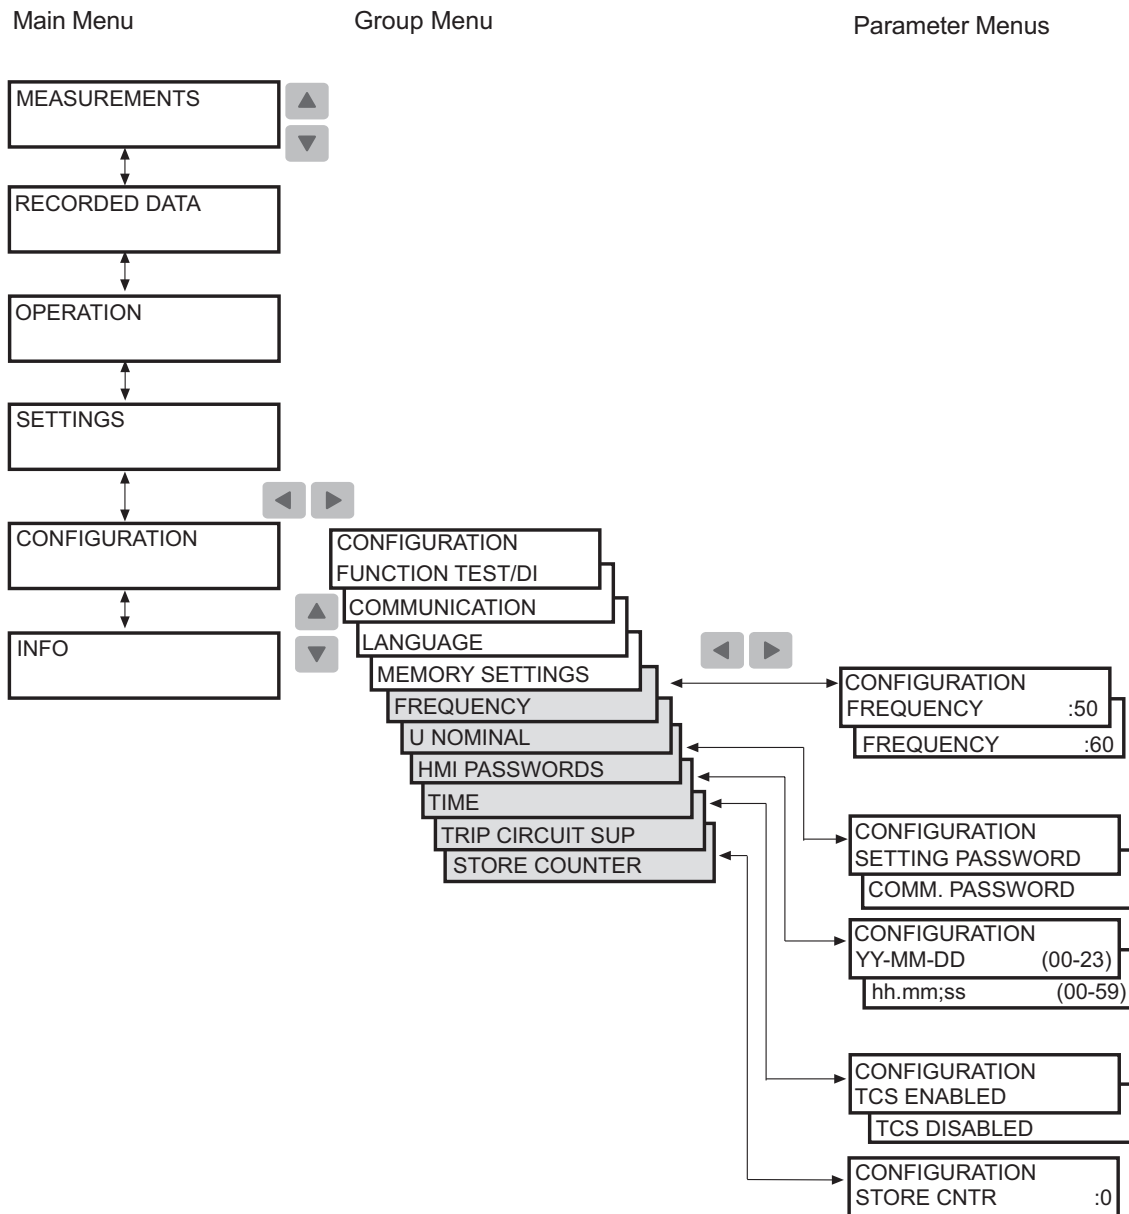 Main Menu
Group Menu
Parameter Menus
MEASUREMENTS
RECORDED DATA
OPERATION
SETTINGS
CONFIGURATION
INFO
CONFIGURATION
FUNCTION TEST/DI
COMMUNICATION
LANGUAGE
MEMORY SETTINGS
FREQUENCY
U NOMINAL
HMI PASSWORDS
TIME
TRIP CIRCUIT SUP
STORE COUNTER
CONFIGURATION
FREQUENCY :50
FREQUENCY :60
CONFIGURATION
SETTING PASSWORD
COMM. PASSWORD
CONFIGURATION
YY-MM-DD (00-23)
hh.mm;ss (00-59)
CONFIGURATION
TCS ENABLED
TCS DISABLED
CONFIGURATION
STORE CNTR :0